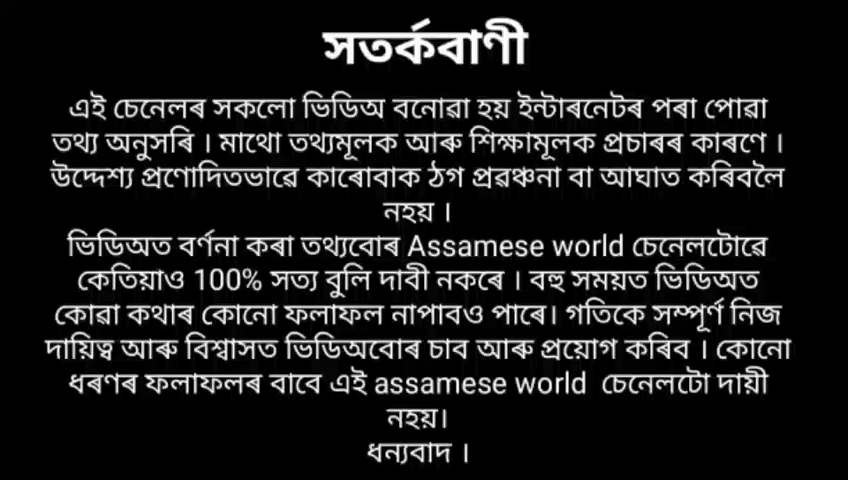 সতৰ্কবাণী
এই চেনেলৰ সকলো ভিডিঅ বনোৱা হয় ইন্টাৰনেটৰ পৰা পোৱা
তথ্য অনুসৰি । মাথো তথ্যমূলক আৰু শিক্ষামূলক প্ৰচাৰৰ কাৰণে ।
উদ্দেশ্য প্ৰণোদিতভাৱে কাৰোবাক ঠগ প্ৰৱঞ্চনা বা আঘাত কৰিবলৈ
নহয় ।
ভিডিঅত বৰ্ণনা কৰা তথ্যবোৰ Assamese world চেনেলটোৱে
কেতিয়াও 100% সত্য বুলি দাবী নকৰে । বহু সময়ত ভিডিঅত
কোৱা কথাৰ কোনো ফলাফল নাপাবও পাৰে। গতিকে সম্পূৰ্ণ নিজ
দায়িত্ব আৰু বিশ্বাসত ভিডিঅবোৰ চাব আৰু প্ৰয়োগ কৰিব । কোনো
ধৰণৰ ফলাফলৰ বাবে এই assamese world চেনেলটো দায়ী
নহয়।
ধন্যবাদ ।